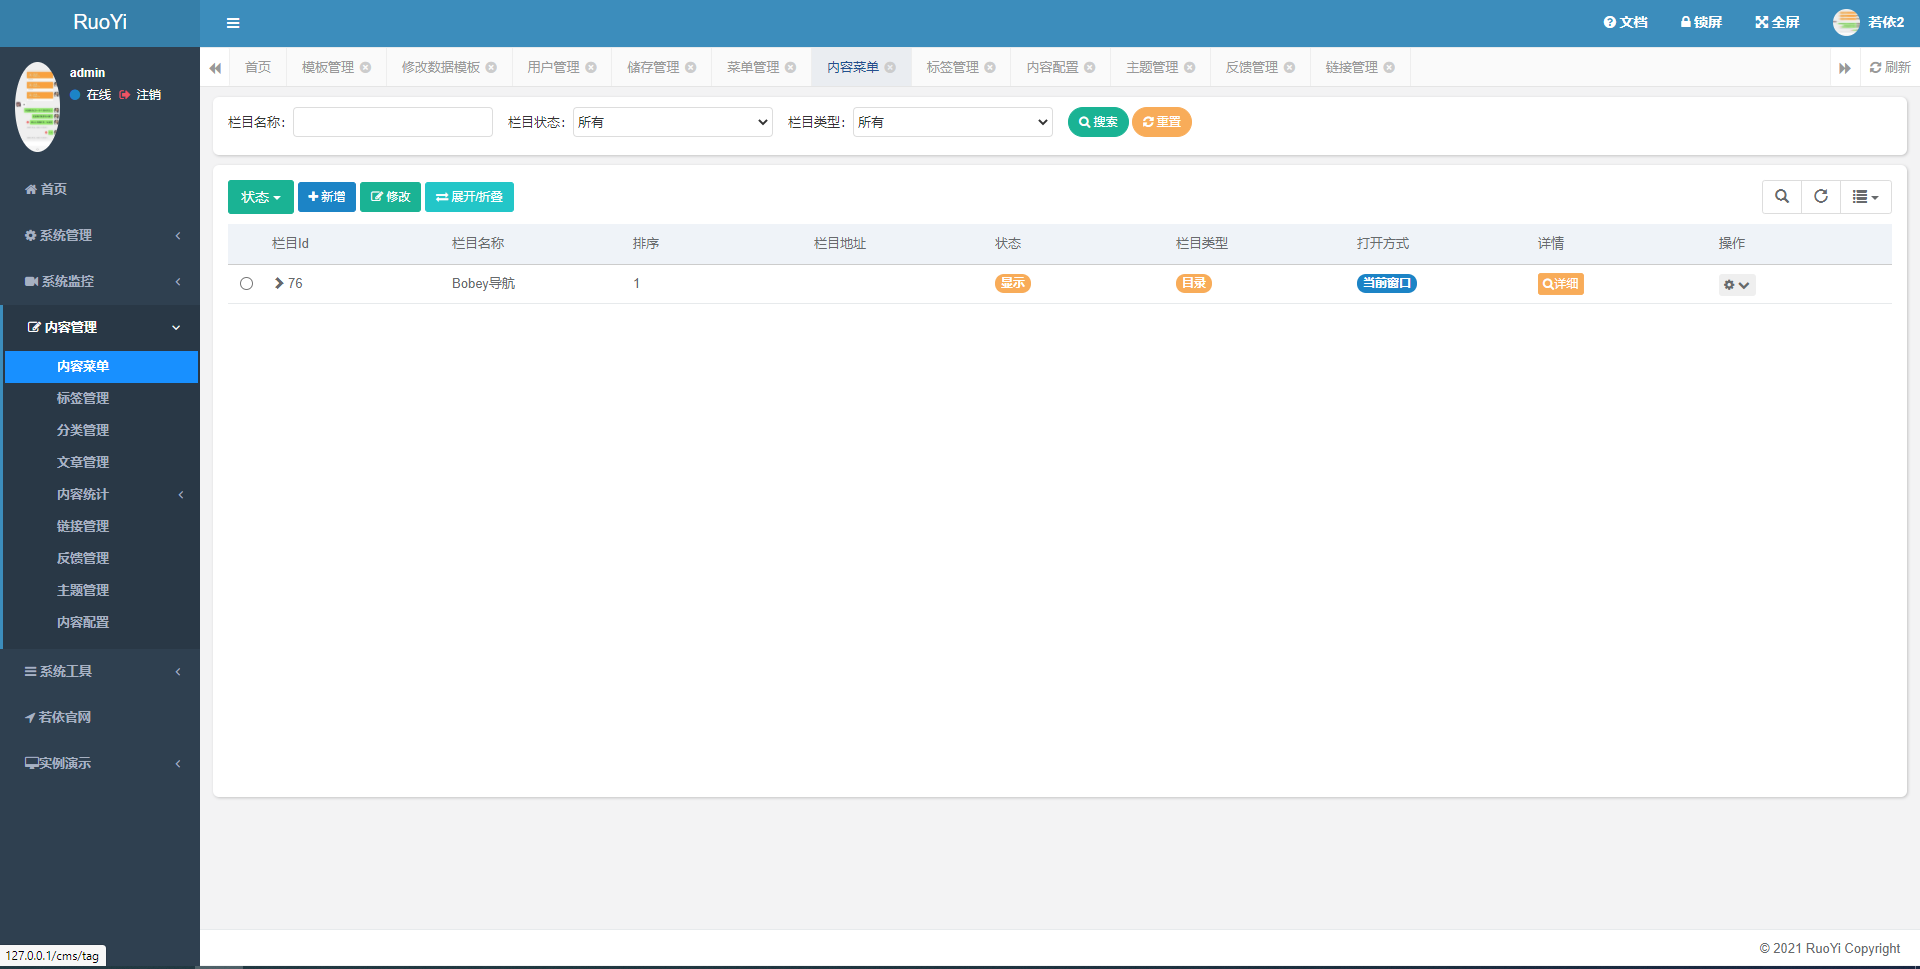 RuoYi
文档
锁屏
全屏
若依2
admin
在线
注销
首页
模板管理
修改数据模板
用户管理
储存管理
菜单管理
内容菜单
标签管理
内容配置
主题管理
反馈管理
链接管理
刷新
栏目名称：
栏目状态：
所有
栏目类型：
所有
搜索
重置
首页
系统管理
系统监控
内容管理
内容菜单
标签管理
分类管理
文章管理
内容统计
链接管理
反馈管理
主题管理
内容配置
系统工具
若依官网
实例演示
状态
新增
修改
展开/折叠
栏目Id
栏目名称
排序
栏目地址
状态
栏目类型
打开方式
详情
操作
76
Bobey导航
1
显示
目录
当前窗口
详细
127.0.0.1/cms/tag
© 2021 RuoYi Copyright